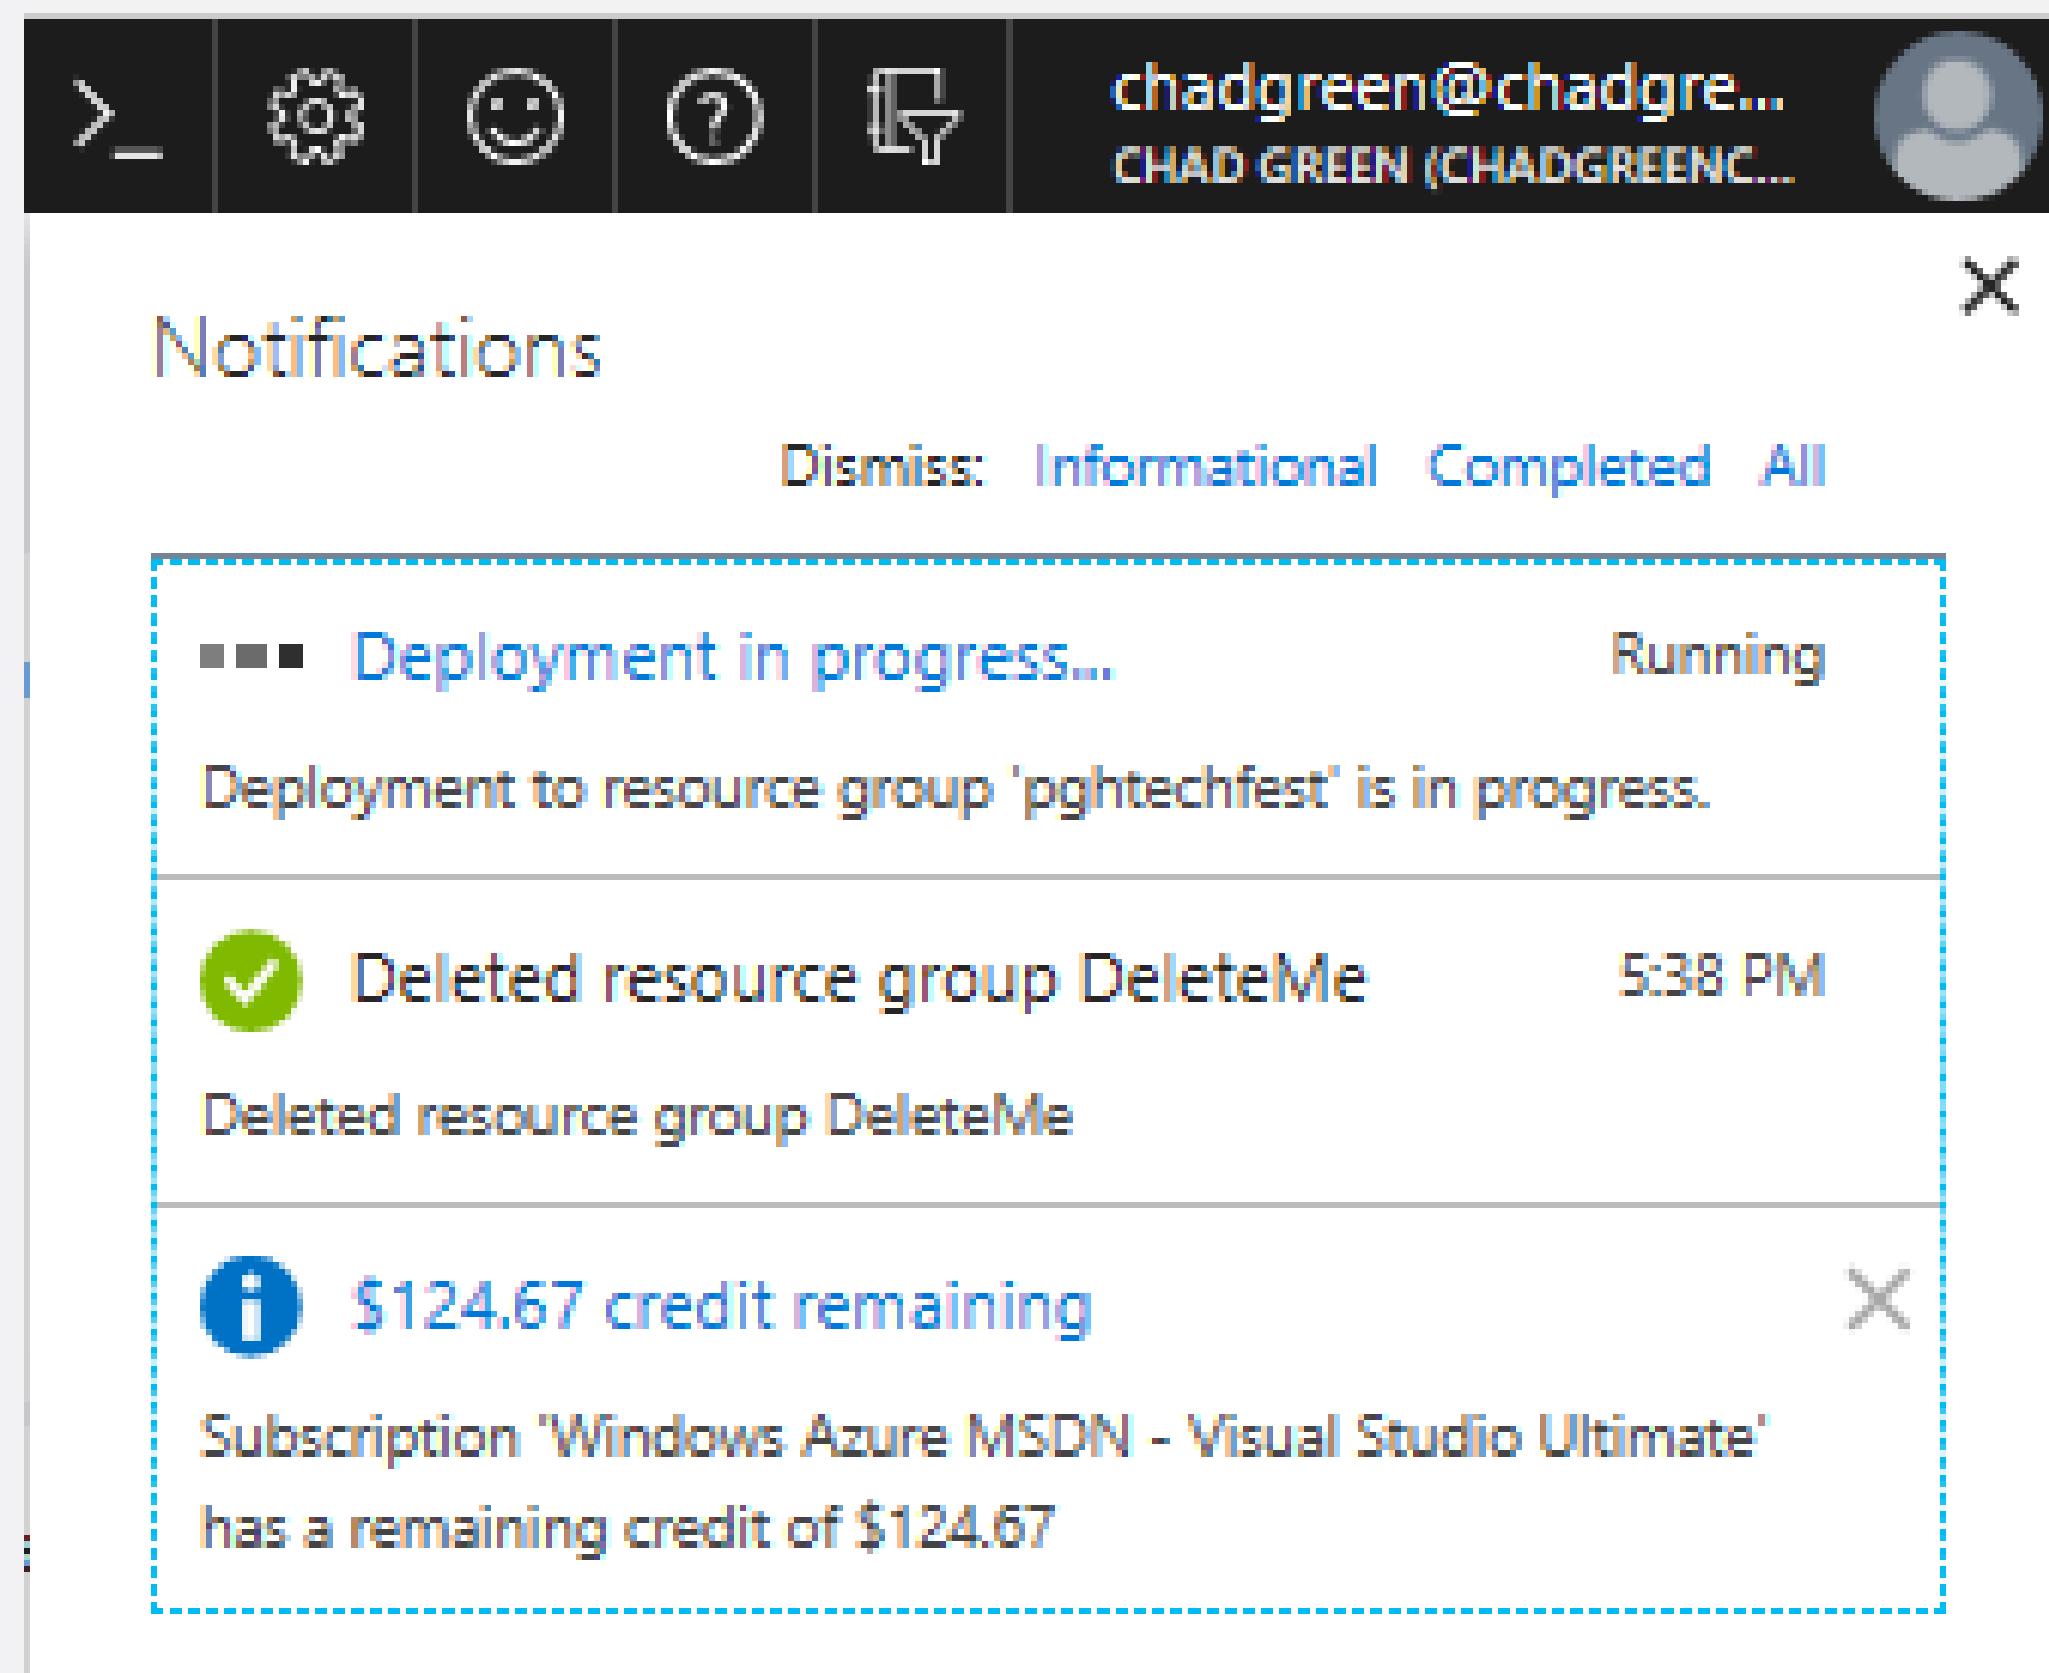 chadgreen@chadgre...
CHAD GREEN (CHADGREENC...
Notifications
Dismiss: Informational Completed All
Deployment in progress... Running
Deployment to resource group 'pghtechfest' is in progress.
Deleted resource group DeleteMe 5:38 PM
Deleted resource group DeleteMe
$124.67 credit remaining
Subscription 'Windows Azure MSDN - Visual Studio Ultimate'
has a remaining credit of $124.67